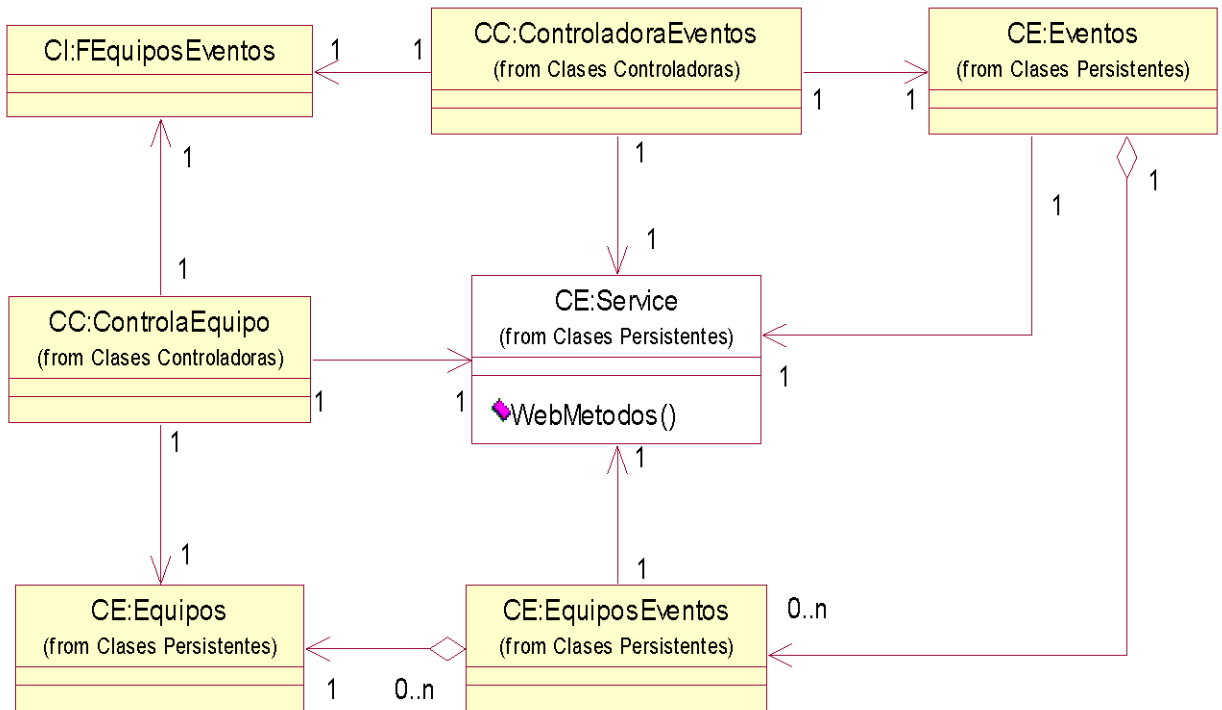 CI:FEquiposEventos
1
1
CC:ControladoraEventos
(from Clases Controladoras)
1
1
CE:Eventos
(from Clases Persistentes)
1
1
1
1
1
1
CC:ControlaEquipo
(from Clases Controladoras)
1
1
CE:Service
(from Clases Persistentes)
1
WebMetodos()
1
1
1
1
CE:Equipos
(from Clases Persistentes)
1
0..n
CE:EquiposEventos
(from Clases Persistentes)
0..n